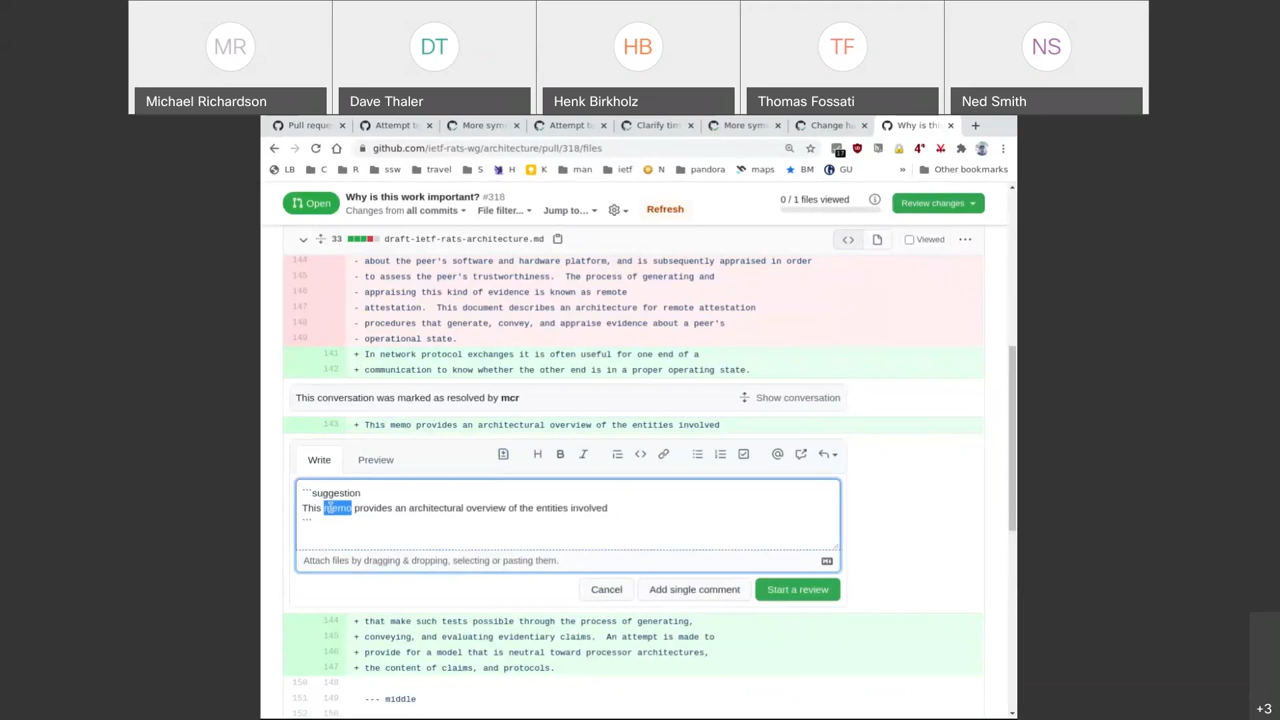 MR DT HB TF NS
Michael Richardson Dave Thaler Henk Birkholz Thomas Fossati Ned Smith
Pull reque Attempt b More sym Attempt b Clarify tim More sym Change h Why is thi
github.com/ietf-rats-wg/architecture/pull/318/files
LB C R ssw travel S H K man ietf N pandora maps BM GU » Other bookmarks
Open Why is this work important? #318 0 / 1 files viewed Review changes
Changes from all commits File filter... Jump to... Refresh
33 draft-ietf-rats-architecture.md Viewed
144 - about the peer's software and hardware platform, and is subsequently appraised in order
145 - to assess the peer's trustworthiness. The process of generating and
146 - appraising this kind of evidence is known as remote
147 - attestation. This document describes an architecture for remote attestation
148 - procedures that generate, convey, and appraise evidence about a peer's
149 - operational state.
141 + In network protocol exchanges it is often useful for one end of a
142 + communication to know whether the other end is in a proper operating state.
This conversation was marked as resolved by mcr Show conversation
143 + This memo provides an architectural overview of the entities involved
Write Preview
```suggestion
This memo provides an architectural overview of the entities involved
```
Attach files by dragging & dropping, selecting or pasting them.
Cancel Add single comment Start a review
144 + that make such tests possible through the process of generating,
145 + conveying, and evaluating evidentiary claims. An attempt is made to
146 + provide for a model that is neutral toward processor architectures,
147 + the content of claims, and protocols.
150 148
151 149 --- middle
152 150
+3